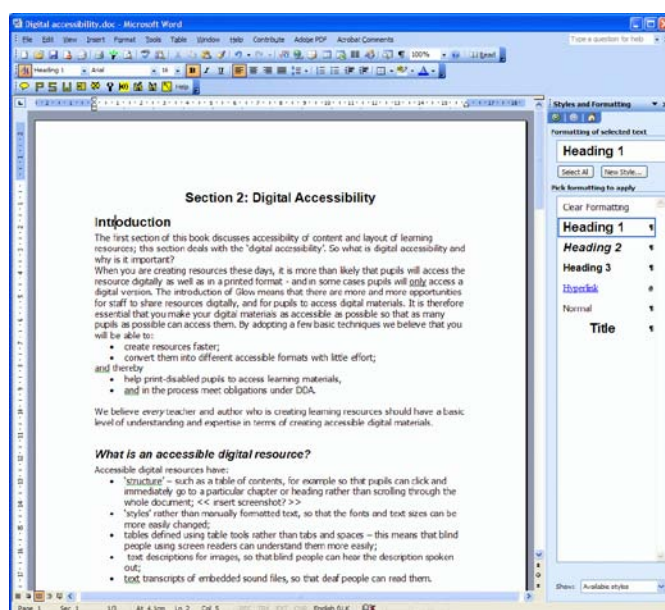 Digital accessibility.doc - Microsoft Word
File Edit View Insert Format Tools Table Window Help Contribute Adobe PDF Acrobat Comments
Type a question for help
100%
Read
Heading 1 Arial 16 B I U
Help
Styles and Formatting
Formatting of selected text
Heading 1
Select All New Style...
Pick formatting to apply
Clear Formatting
Heading 1
Heading 2
Heading 3
Hyperlink
Normal
Title
Show: Available styles
Section 2: Digital Accessibility
Introduction
The first section of this book discusses accessibility of content and layout of learning
resources; this section deals with the 'digital accessibility'. So what is digital accessibility and
why is it important?
When you are creating resources these days, it is more than likely that pupils will access the
resource digitally as well as in a printed format - and in some cases pupils will only access a
digital version. The introduction of Glow means that there are more and more opportunities
for staff to share resources digitally, and for pupils to access digital materials. It is therefore
essential that you make your digital materials as accessible as possible so that as many
pupils as possible can access them. By adopting a few basic techniques we believe that you
will be able to:
• create resources faster;
• convert them into different accessible formats with little effort;
and thereby
• help print-disabled pupils to access learning materials,
• and in the process meet obligations under DDA.
We believe every teacher and author who is creating learning resources should have a basic
level of understanding and expertise in terms of creating accessible digital materials.
What is an accessible digital resource?
Accessible digital resources have:
• 'structure' – such as a table of contents, for example so that pupils can click and
immediately go to a particular chapter or heading rather than scrolling through the
whole document; << insert screenshot? >>
• 'styles' rather than manually formatted text, so that the fonts and text sizes can be
more easily changed;
• tables defined using table tools rather than tabs and spaces – this means that blind
people using screen readers can understand them more easily;
• text descriptions for images, so that blind people can hear the description spoken
out;
• text transcripts of embedded sound files, so that deaf people can read them.
Page 1 Sec 1 1/3 At 4.1cm Ln 2 Col 5 REC TRK EXT OVR English (U.K